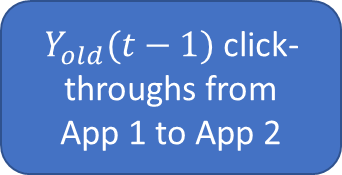 Y_old(t − 1) click-
throughs from
App 1 to App 2